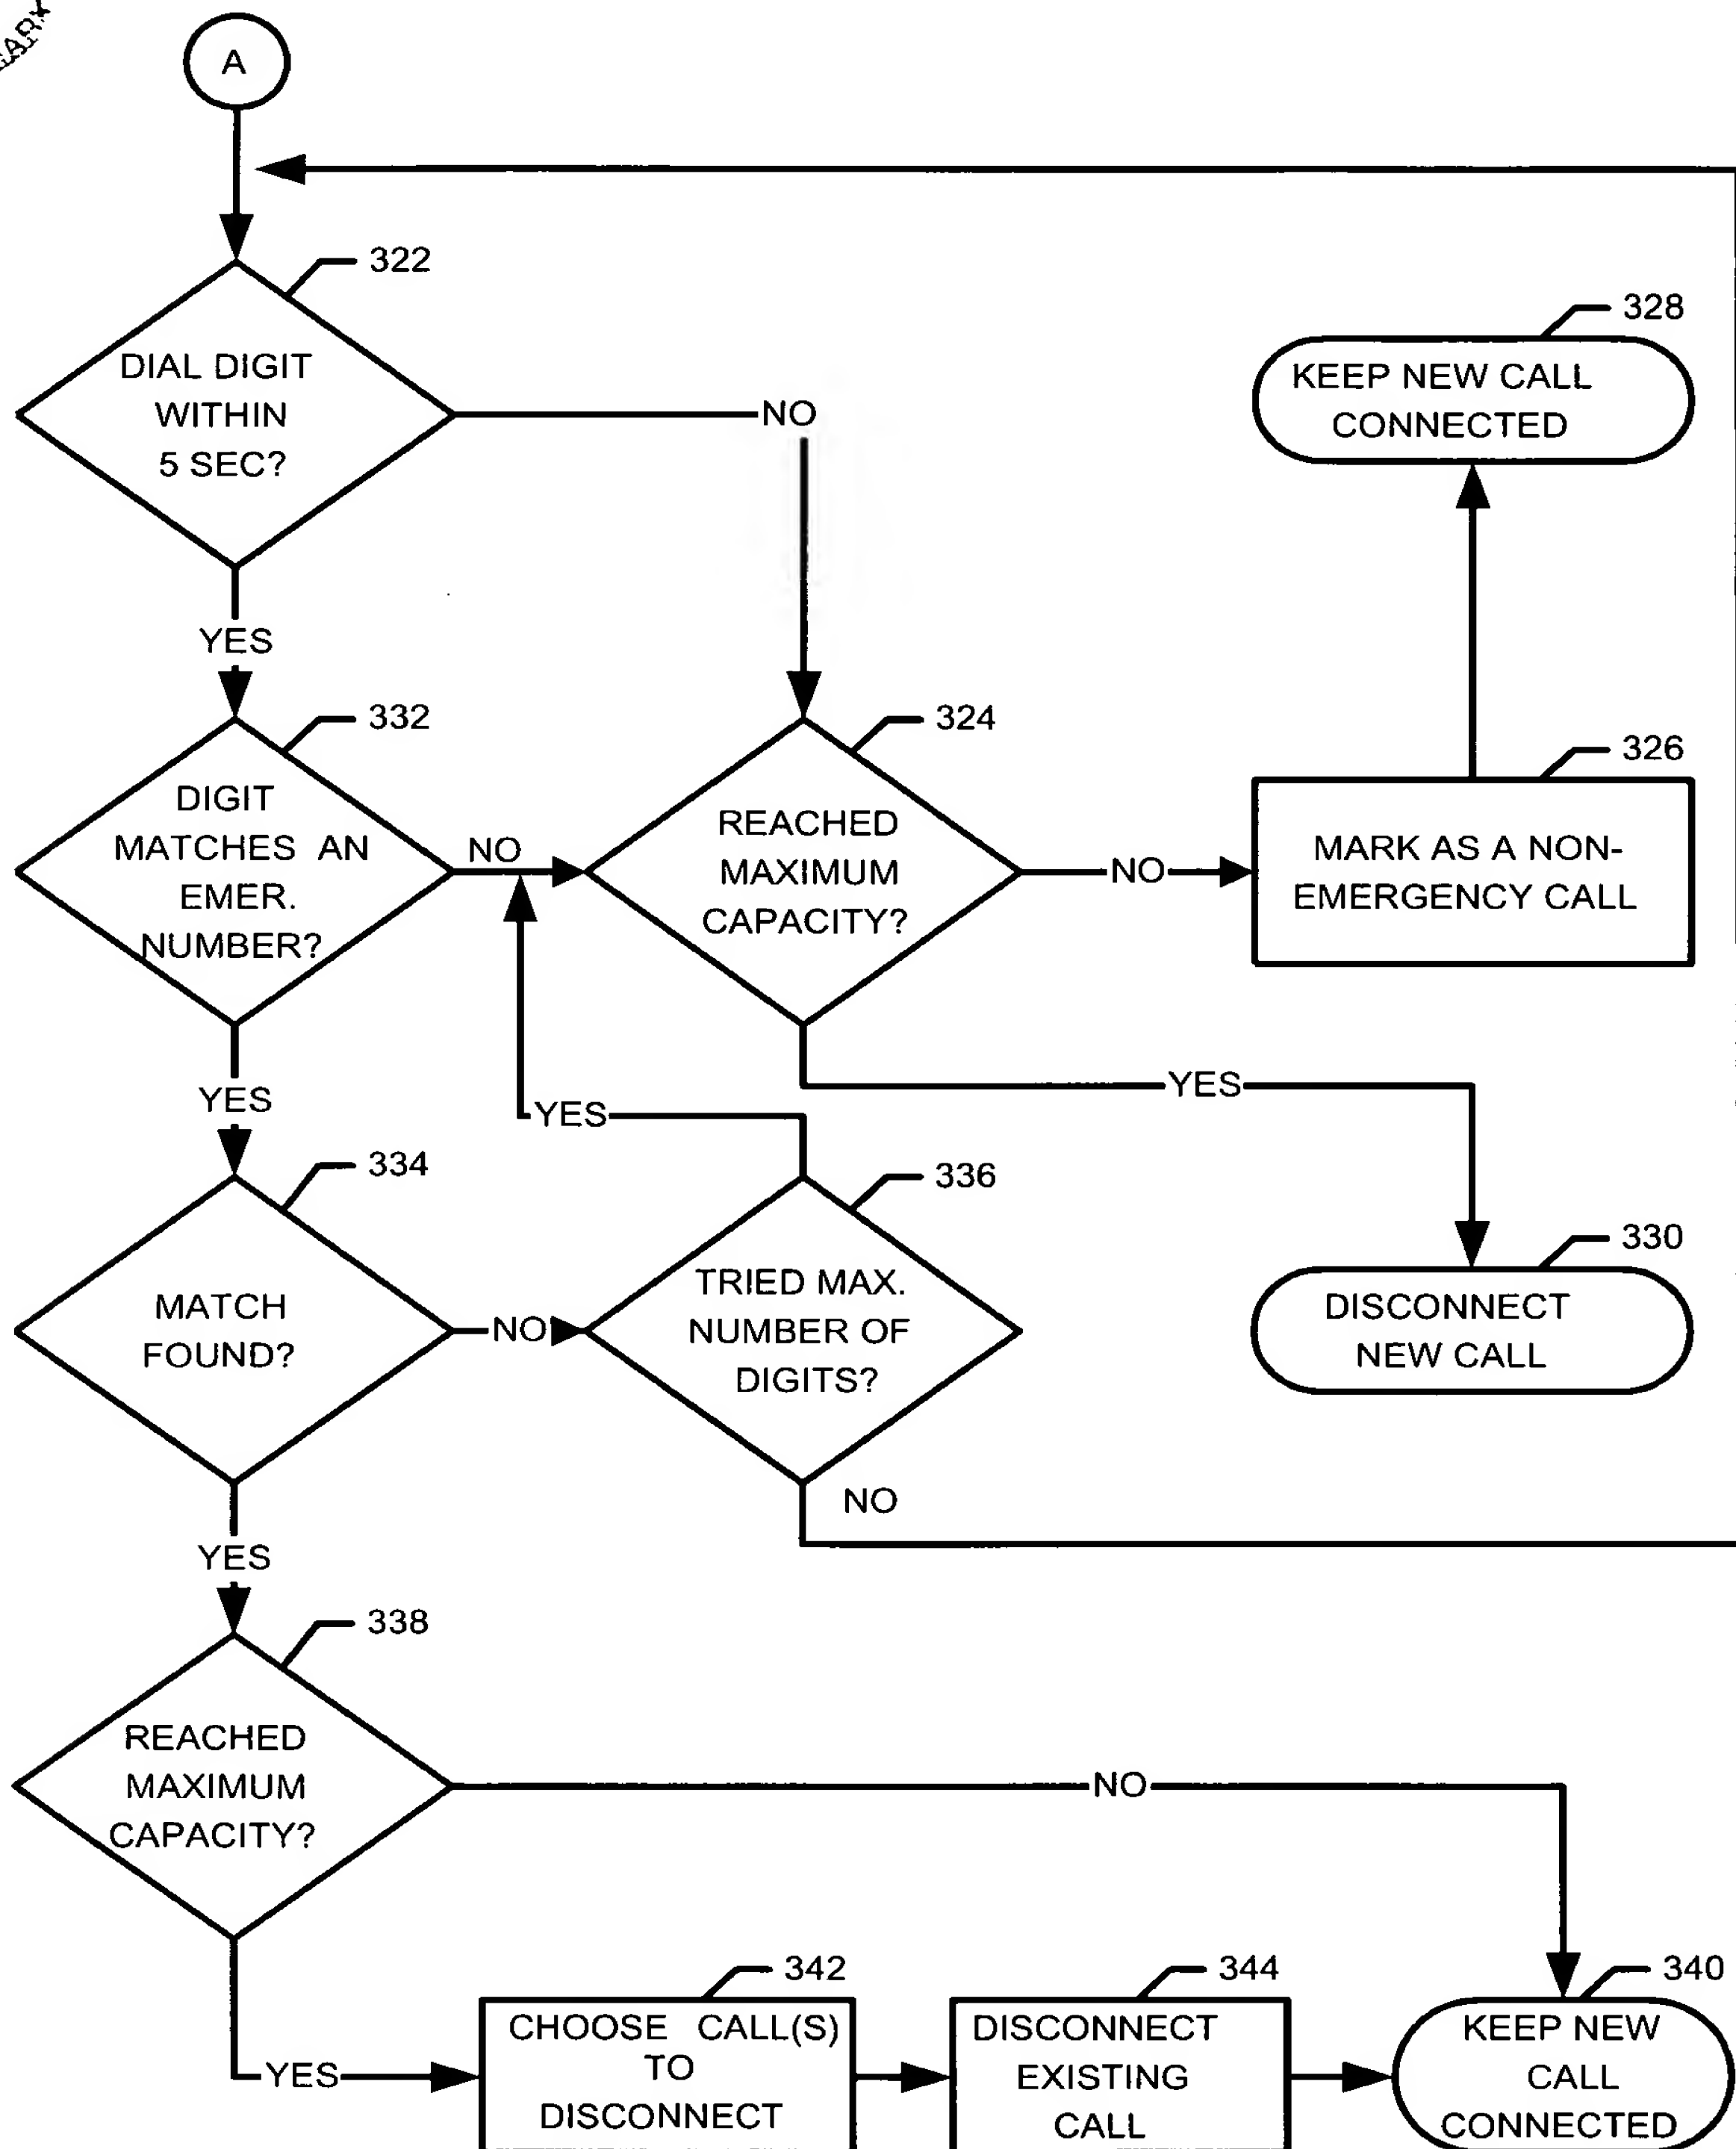 A
322
DIAL DIGIT
WITHIN
5 SEC?
NO
328
KEEP NEW CALL
CONNECTED
YES
332
DIGIT
MATCHES AN
EMER.
NUMBER?
NO
324
REACHED
MAXIMUM
CAPACITY?
NO
326
MARK AS A NON-
EMERGENCY CALL
YES
YES
YES
334
MATCH
FOUND?
NO
336
TRIED MAX.
NUMBER OF
DIGITS?
330
DISCONNECT
NEW CALL
NO
YES
338
REACHED
MAXIMUM
CAPACITY?
NO
YES
342
CHOOSE CALL(S)
TO
DISCONNECT
344
DISCONNECT
EXISTING
CALL
340
KEEP NEW
CALL
CONNECTED